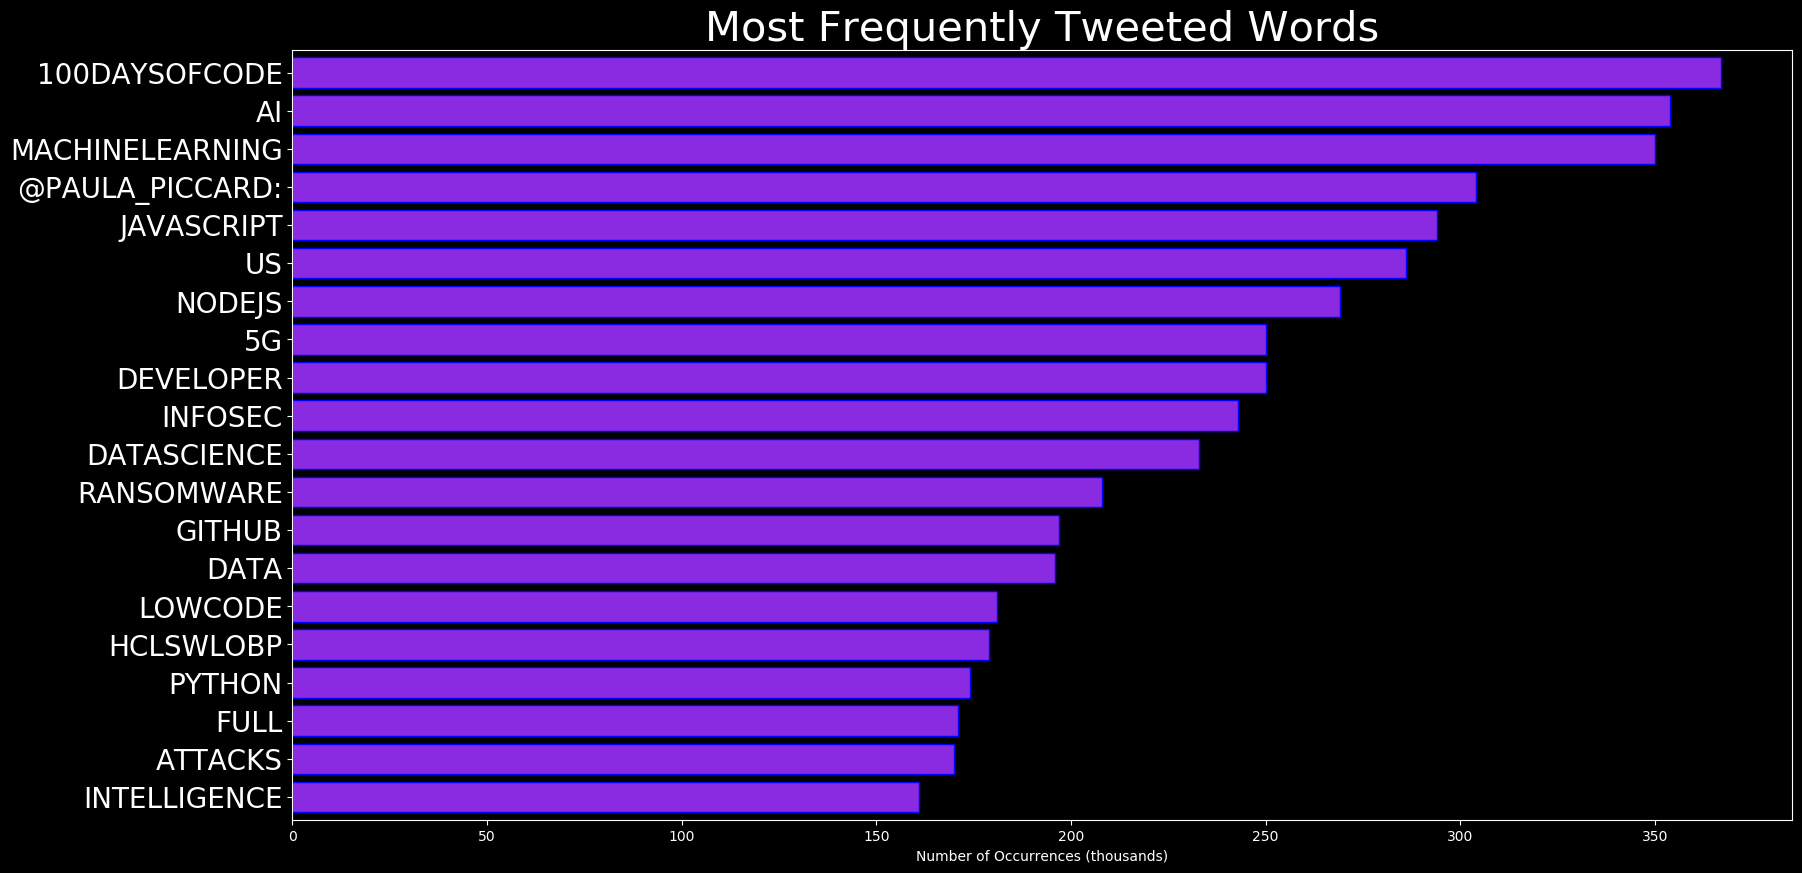 Most Frequently Tweeted Words
100DAYSOFCODE
AI
MACHINELEARNING
@PAULA_PICCARD:
JAVASCRIPT
US
NODEJS
5G
DEVELOPER
INFOSEC
DATASCIENCE
RANSOMWARE
GITHUB
DATA
LOWCODE
HCLSWLOBP
PYTHON
FULL
ATTACKS
INTELLIGENCE
0 50 100 150 200 250 300 350
Number of Occurrences (thousands)